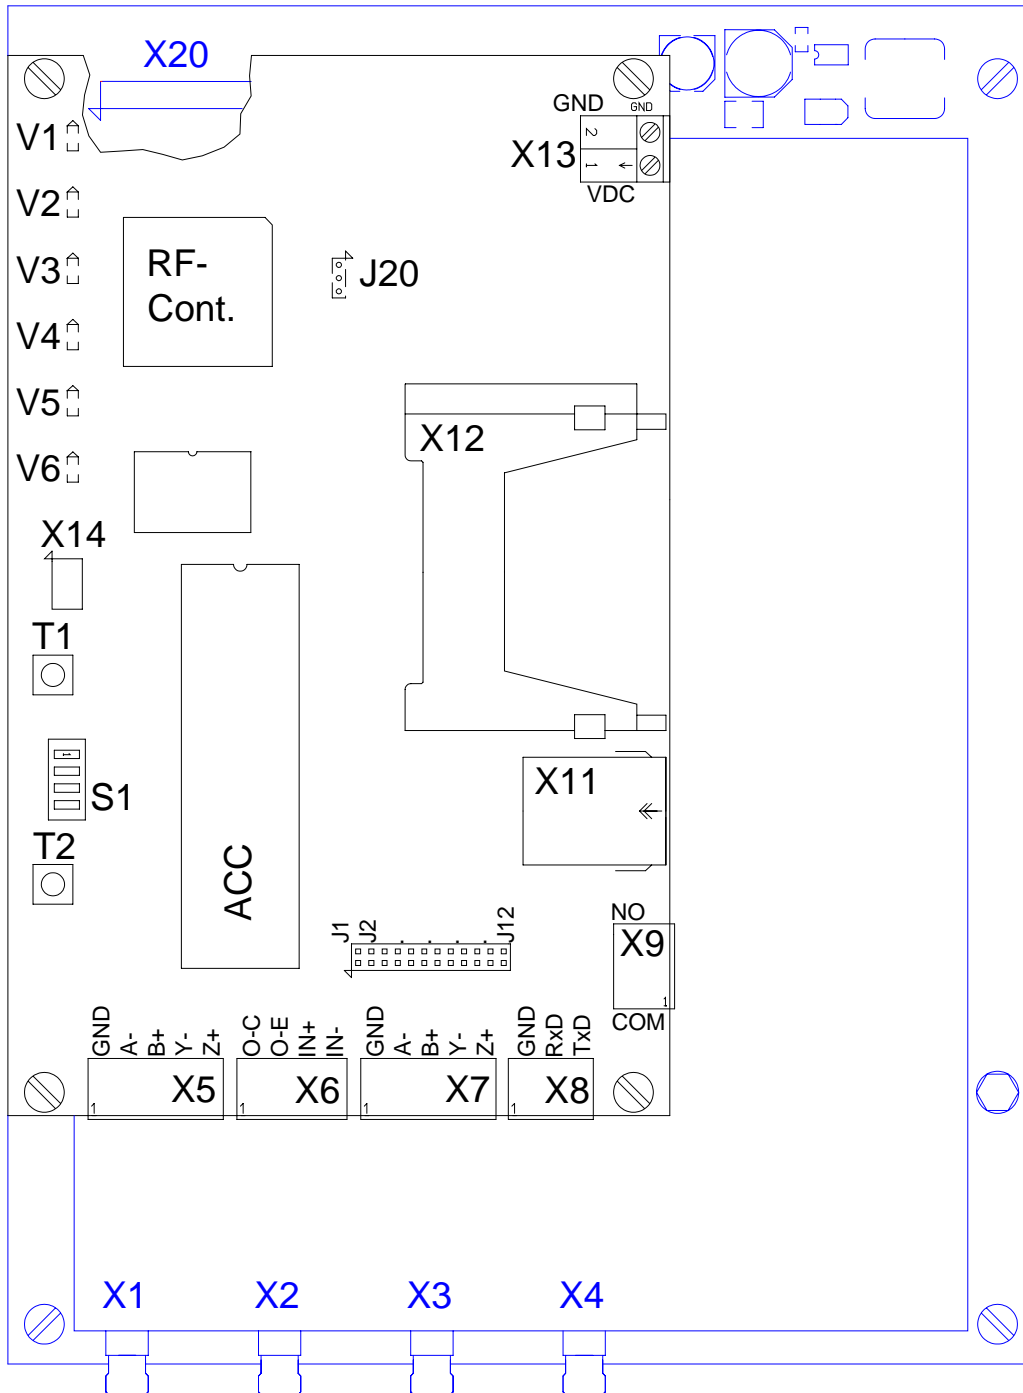 X20
GND GND
V1
2
X13
1
VDC
V2
RF-
Cont.
V3
J20
V4
V5
X12
V6
X14
T1
1
S1
X11
T2
ACC
J1 J2 . . . . J12
NO
X9
1
COM
GND A- B+ Y- Z+
O-C O-E IN+ IN-
GND A- B+ Y- Z+
GND RxD TxD
1 X5
1 X6
1 X7
1 X8
X1 X2 X3 X4